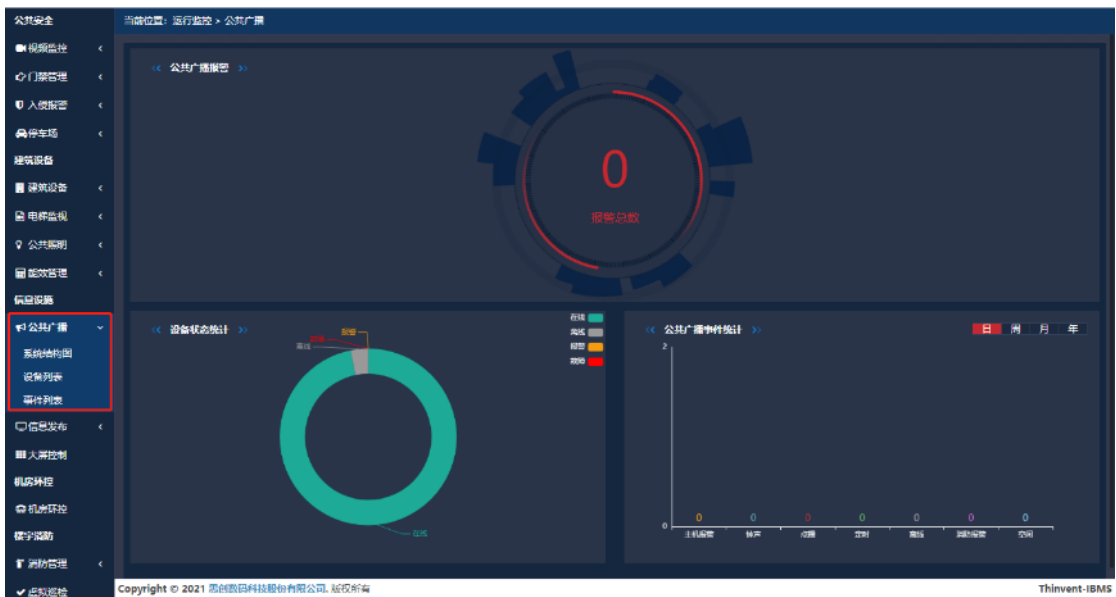 公共安全
当前位置：运行监控 > 公共广播
视频监控
门禁管理
入侵报警
停车场
建筑设备
建筑设备
电梯监视
公共照明
能效管理
信息设施
公共广播
系统结构图
设备列表
事件列表
信息发布
大屏控制
机房环控
机房环控
楼宇消防
消防管理
虚拟巡检
公共广播报警
0
报警总数
设备状态统计
在线
离线
报警
故障
报警
离线
在线
公共广播事件统计
日 周 月 年
2
0
0 0 0 0 0 0 0
主机报警 铃声 点播 定时 离线 消防报警 空闲
Copyright © 2021 思创数码科技股份有限公司. 版权所有
Thinvent-IBMS